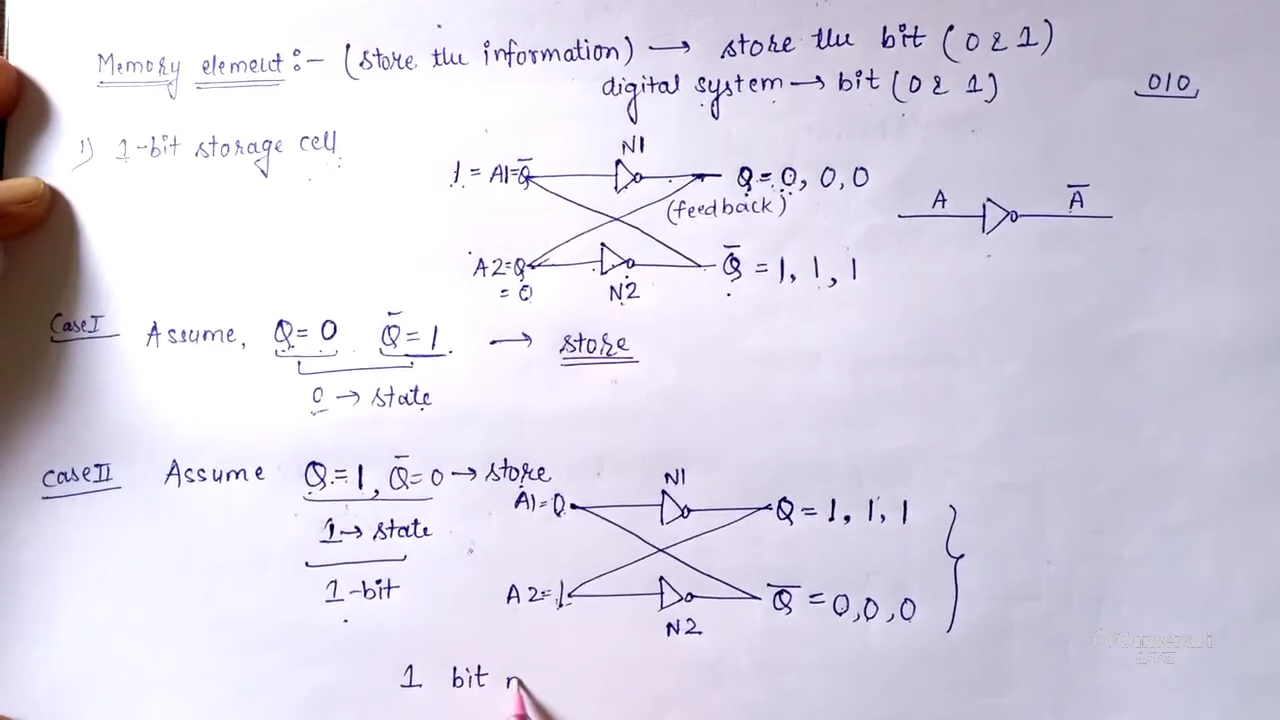 Memory element :- (store the information) → store the bit (0 & 1)
digital system → bit (0 & 1)
010
1) 1-bit storage cell
N1
1 = A1=Q̅
Q = 0, 0, 0
(feedback)
A
A̅
A2=Q
= 0
N2
Q̅ = 1, 1, 1
Case I Assume, Q = 0 Q̅ = 1 → store
0 → state
Case II Assume Q = 1, Q̅ = 0 → store
N1
A1=0
Q = 1, 1, 1
1 → state
1-bit
A2=1
Q̅ = 0, 0, 0
N2
1 bit